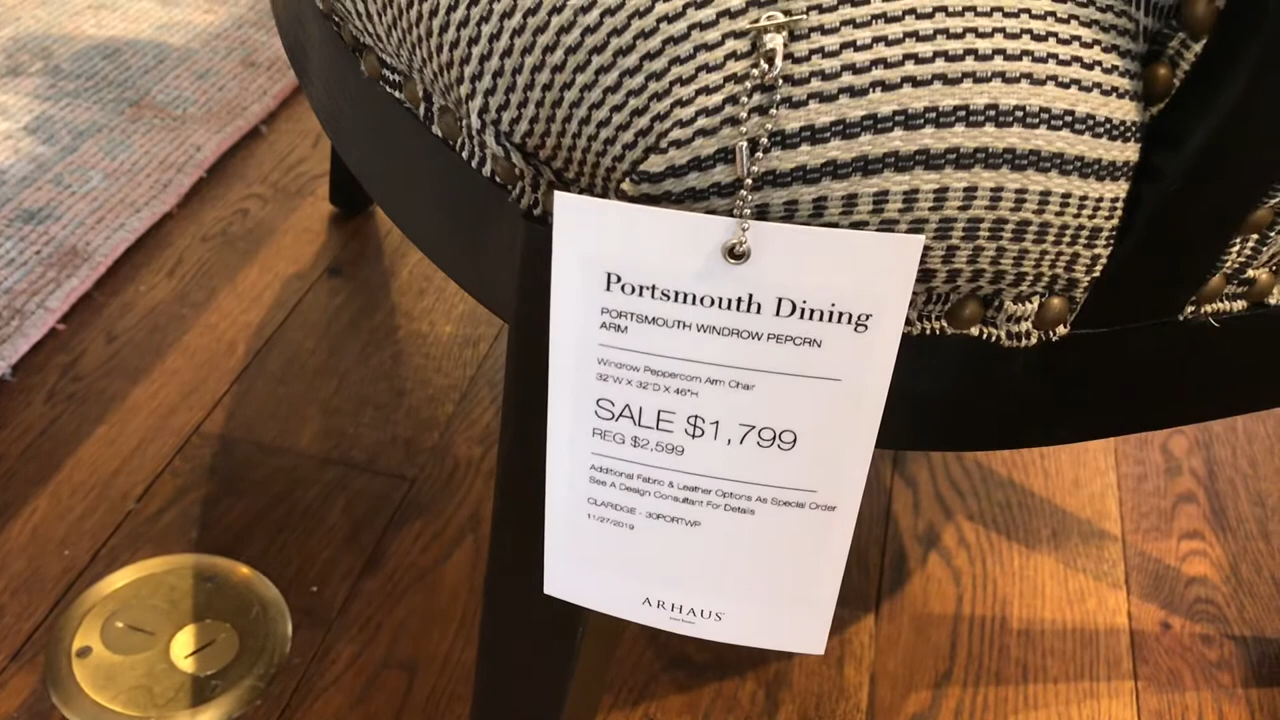 Portsmouth Dining
PORTSMOUTH WINDROW PEPCRN
ARM
Windrow Peppercorn Arm Chair
32"W X 32"D X 46"H
SALE $1,799
REG $2,599
Additional Fabric & Leather Options As Special Order
See A Design Consultant For Details
CLARIDGE - 30PORTWP
11/27/2019
ARHAUS